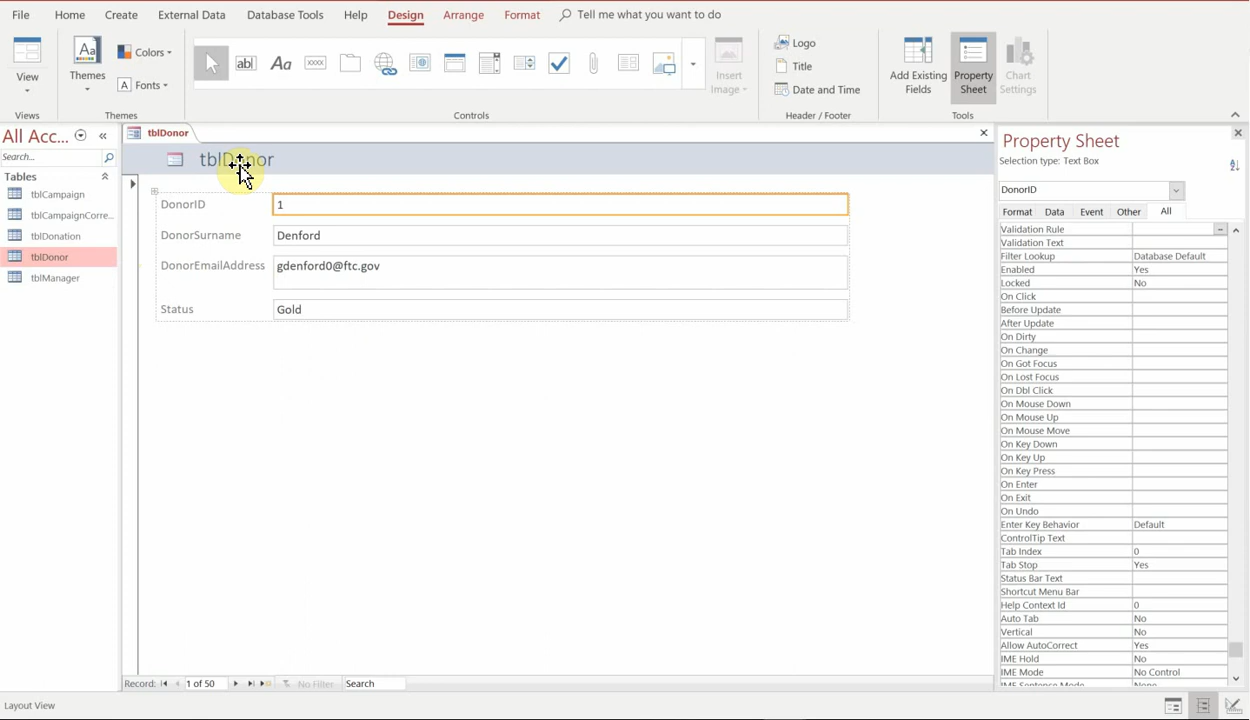 File Home Create External Data Database Tools Help Design Arrange Format Tell me what you want to do
View
Views
Aa
Themes
Colors
A Fonts
Themes
ab Aa xxxx
Controls
Insert Image
Logo
Title
Date and Time
Header / Footer
Add Existing Fields
Property Sheet
Chart Settings
Tools
All Acc...
Search...
Tables
tblCampaign
tblCampaignCorre...
tblDonation
tblDonor
tblManager
tblDonor
tblDonor
DonorID 1
DonorSurname Denford
DonorEmailAddress gdenford0@ftc.gov
Status Gold
Record: 1 of 50 No Filter Search
Property Sheet
Selection type: Text Box
DonorID
Format Data Event Other All
Validation Rule
Validation Text
Filter Lookup Database Default
Enabled Yes
Locked No
On Click
Before Update
After Update
On Dirty
On Change
On Got Focus
On Lost Focus
On Dbl Click
On Mouse Down
On Mouse Up
On Mouse Move
On Key Down
On Key Up
On Key Press
On Enter
On Exit
On Undo
Enter Key Behavior Default
ControlTip Text
Tab Index 0
Tab Stop Yes
Status Bar Text
Shortcut Menu Bar
Help Context Id 0
Auto Tab No
Vertical No
Allow AutoCorrect Yes
IME Hold No
IME Mode No Control
IME Sentence Mode None
Layout View